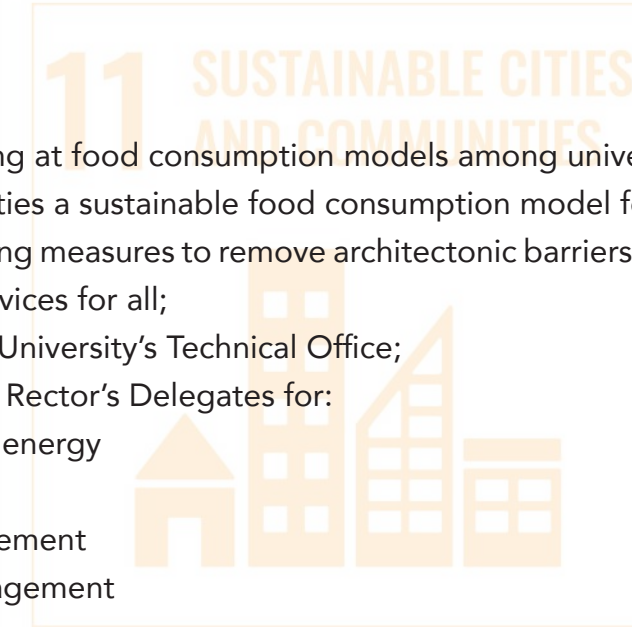 11 SUSTAINABLE CITIES
AND COMMUNITIES
ng at food consumption models among unive
ties a sustainable food consumption model f
ng measures to remove architectonic barriers
vices for all;
University's Technical Office;
Rector's Delegates for:
energy
ement
agement